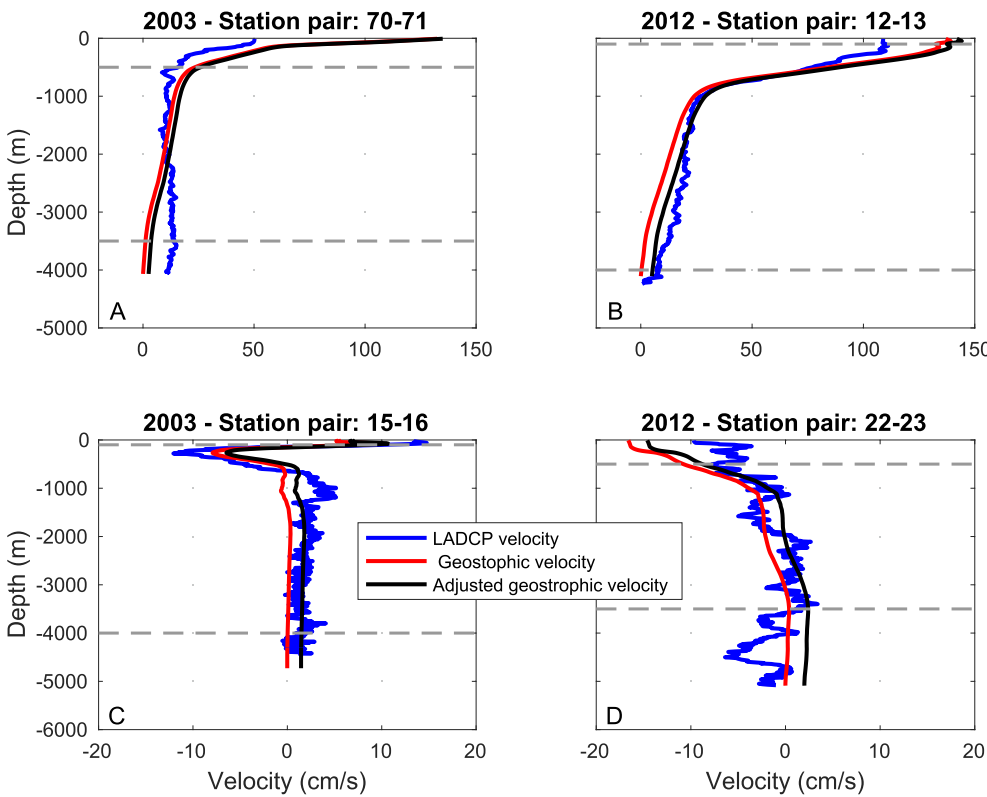 2003 - Station pair: 70-71
2012 - Station pair: 12-13
0
-1000
-2000
-3000
-4000
-5000
Depth (m)
A
B
0
50
100
150
0
50
100
150
2003 - Station pair: 15-16
2012 - Station pair: 22-23
0
-1000
-2000
-3000
-4000
-5000
-6000
Depth (m)
LADCP velocity
Geostophic velocity
Adjusted geostrophic velocity
C
D
-20
-10
0
10
20
-20
-10
0
10
20
Velocity (cm/s)
Velocity (cm/s)